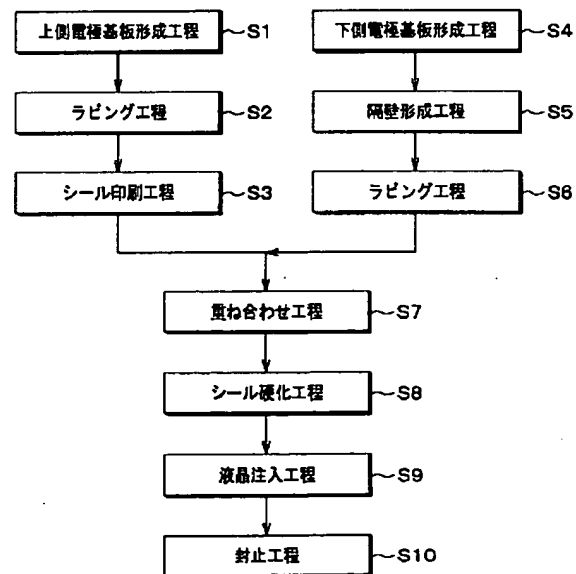 上側電極基板形成工程 ～S1
ラビング工程 ～S2
シール印刷工程 ～S3
下側電極基板形成工程 ～S4
隔壁形成工程 ～S5
ラビング工程 ～S6
重ね合わせ工程 ～S7
シール硬化工程 ～S8
液晶注入工程 ～S9
封止工程 ～S10